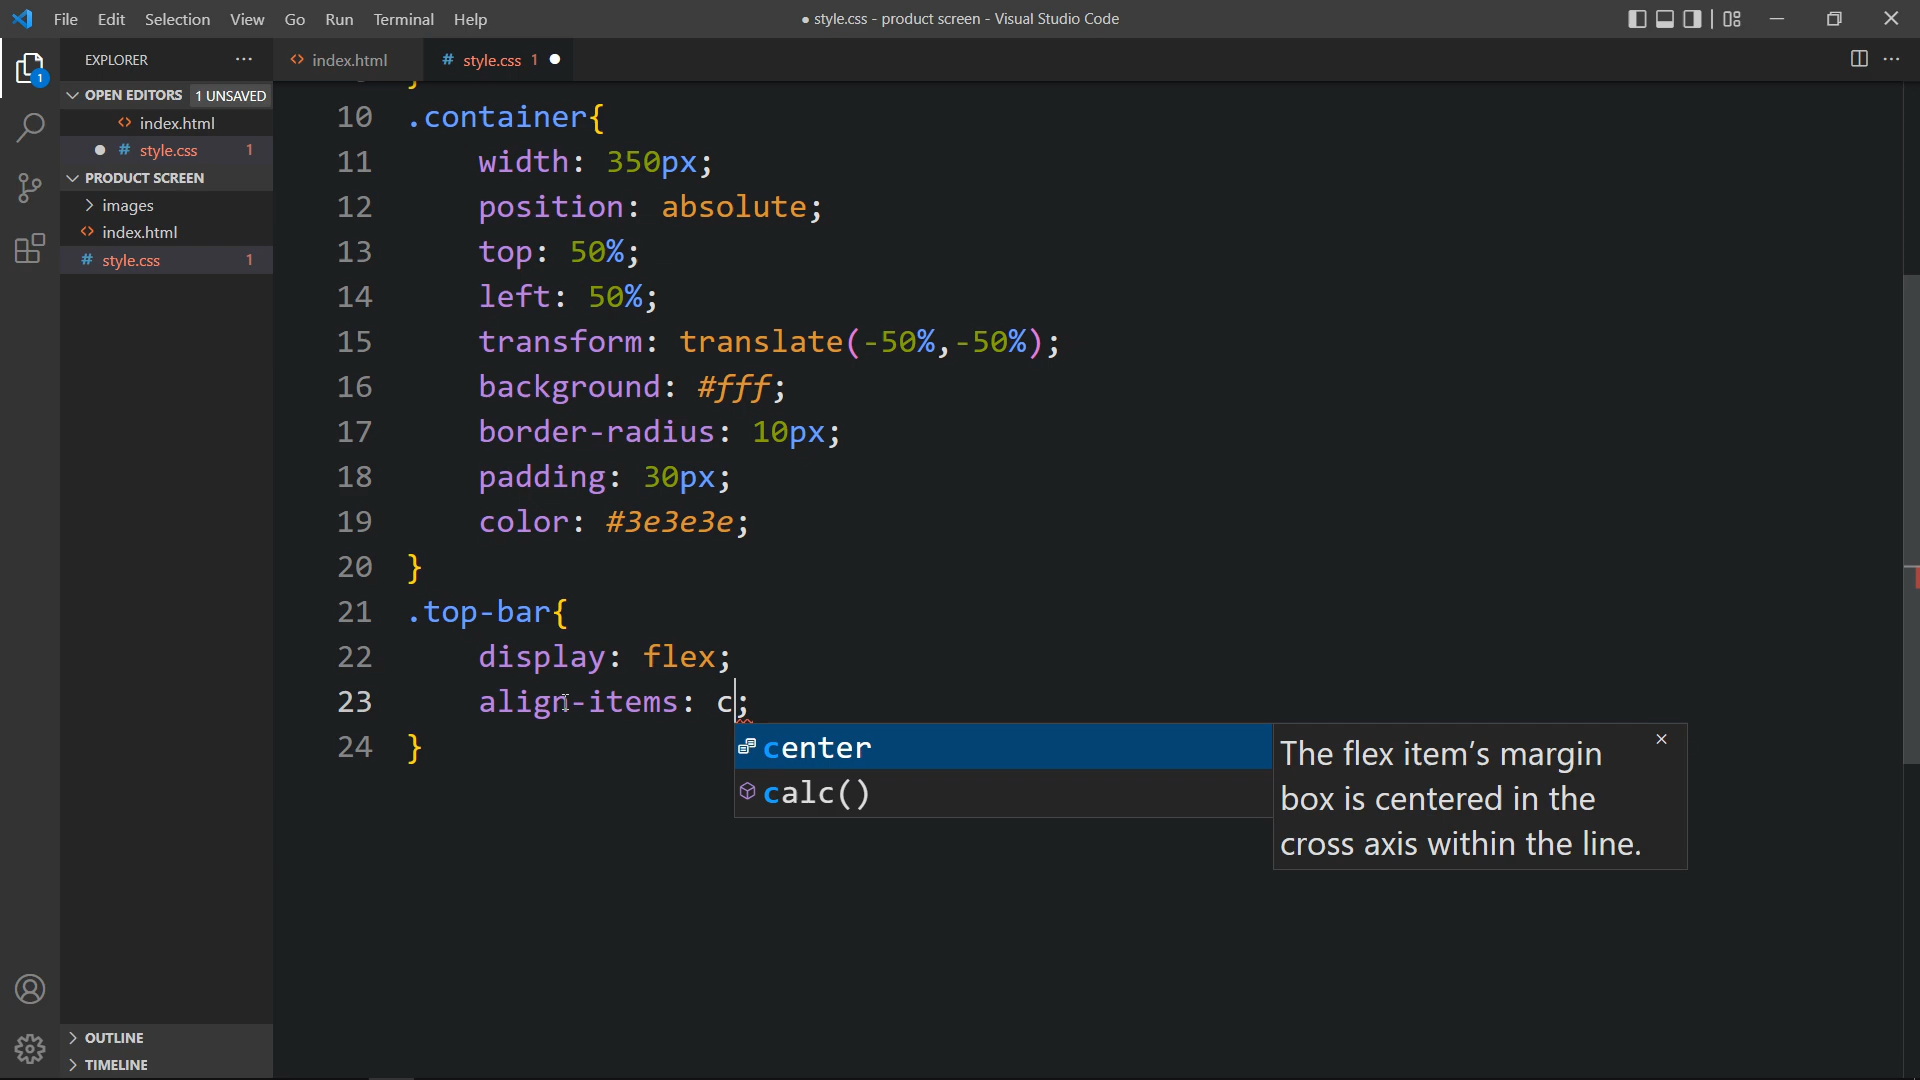 File Edit Selection View Go Run Terminal Help
● style.css - product screen - Visual Studio Code
EXPLORER
OPEN EDITORS 1 UNSAVED
<> index.html
● # style.css 1
PRODUCT SCREEN
> images
<> index.html
# style.css 1
OUTLINE
TIMELINE
1
<> index.html
# style.css 1 ●
10 .container{
11 width: 350px;
12 position: absolute;
13 top: 50%;
14 left: 50%;
15 transform: translate(-50%,-50%);
16 background: #fff;
17 border-radius: 10px;
18 padding: 30px;
19 color: #3e3e3e;
20 }
21 .top-bar{
22 display: flex;
23 align-items: c;
24 }
center
calc()
The flex item's margin
box is centered in the
cross axis within the line.